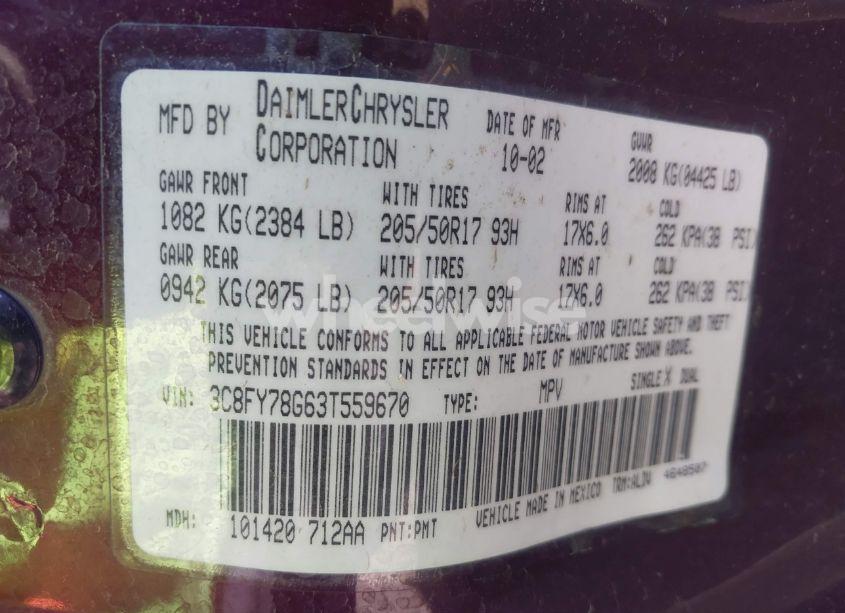 MFD BY DAIMLERCHRYSLER CORPORATION DATE OF MFR 10-02 GVWR 2008 KG(04425 LB)
GAWR FRONT WITH TIRES RIMS AT COLD
1082 KG(2384 LB) 205/50R17 93H 17X6.0 262 KPA(38 PSI)
GAWR REAR WITH TIRES RIMS AT COLD
0942 KG(2075 LB) 205/50R17 93H 17X6.0 262 KPA(38 PSI)
wheelwise
THIS VEHICLE CONFORMS TO ALL APPLICABLE FEDERAL MOTOR VEHICLE SAFETY AND THEFT
PREVENTION STANDARDS IN EFFECT ON THE DATE OF MANUFACTURE SHOWN ABOVE.
VIN: 3C8FY78G63T559670 TYPE: MPV SINGLE X DUAL
MDH: 101420 712AA PNT:PMT VEHICLE MADE IN MEXICO TRM:ALDV 4648507